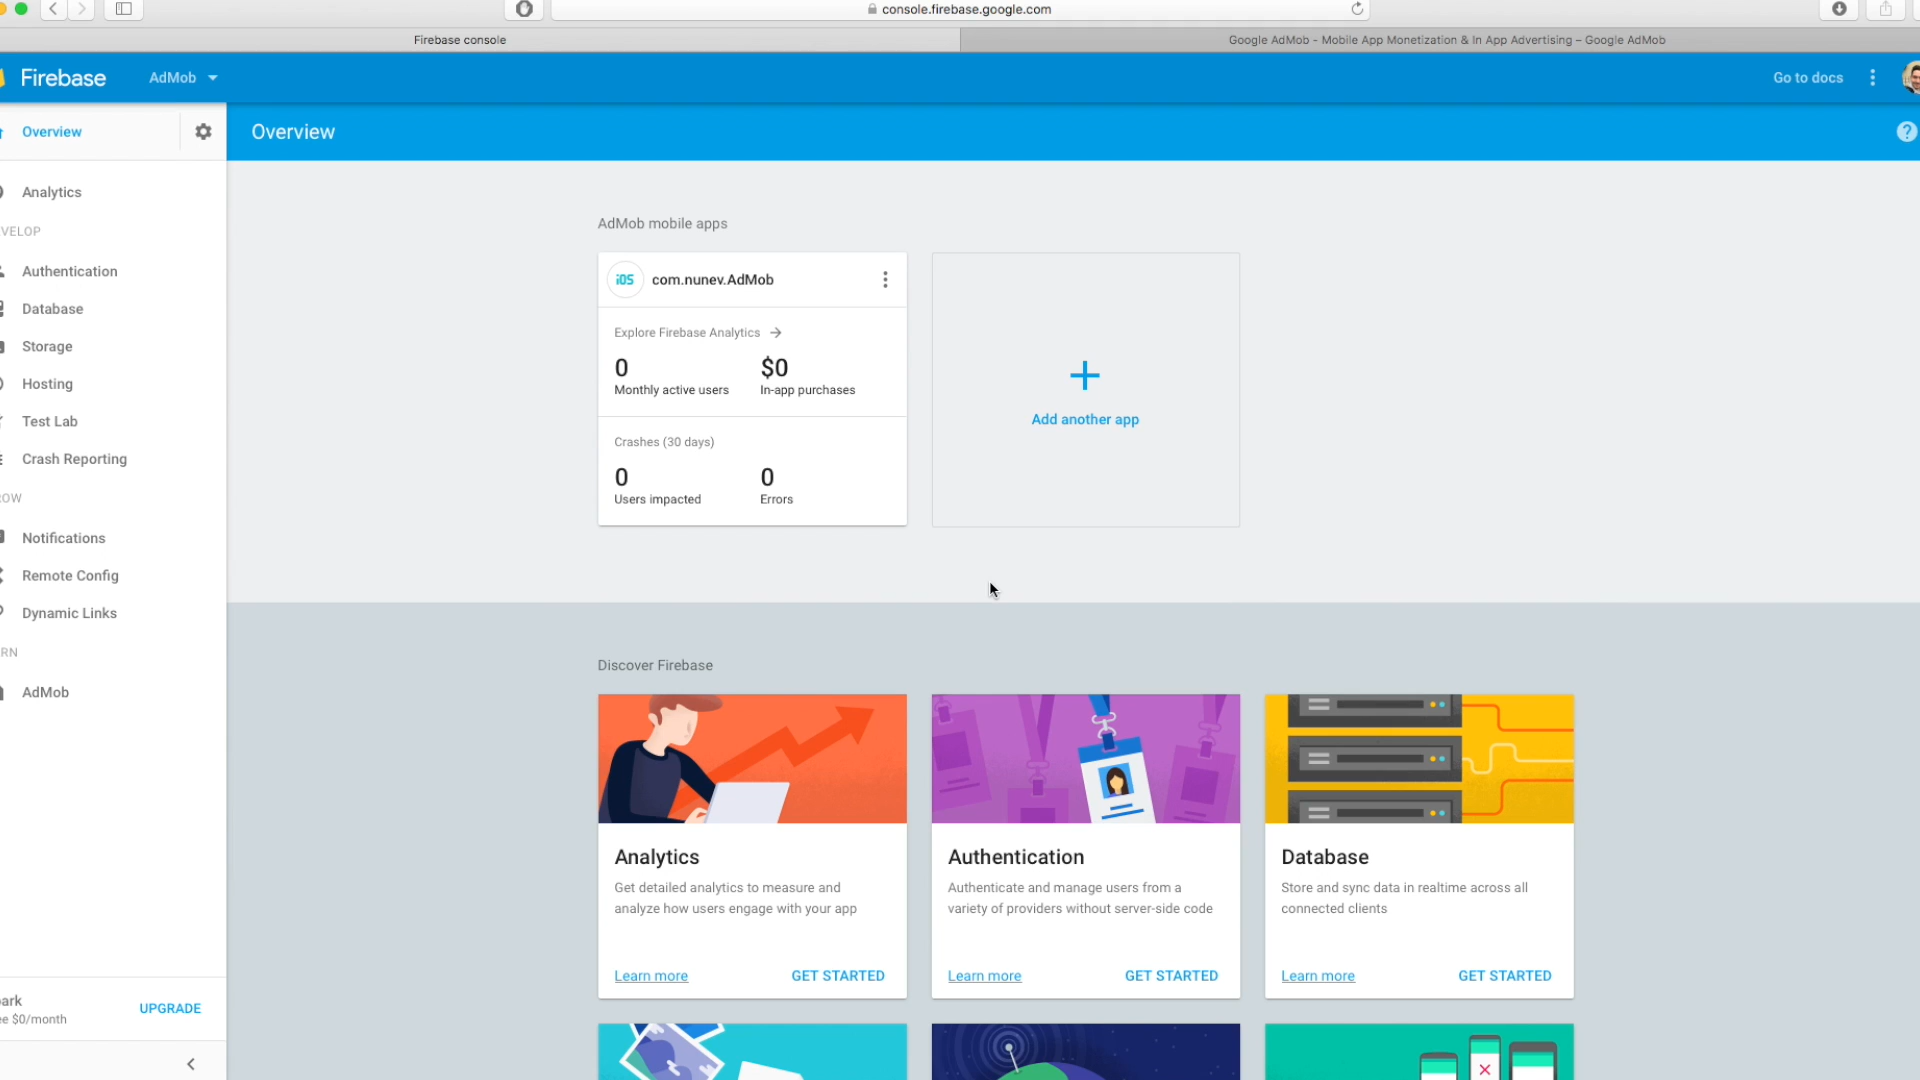 console.firebase.google.com
Firebase console
Google AdMob - Mobile App Monetization & In App Advertising – Google AdMob
Firebase
AdMob
Go to docs
Overview
Overview
?
Analytics
VELOP
Authentication
Database
Storage
Hosting
Test Lab
Crash Reporting
OW
Notifications
Remote Config
Dynamic Links
RN
AdMob
ark
e $0/month
UPGRADE
AdMob mobile apps
iOS
com.nunev.AdMob
Explore Firebase Analytics
0
$0
Monthly active users
In-app purchases
Crashes (30 days)
0
0
Users impacted
Errors
Add another app
Discover Firebase
Analytics
Get detailed analytics to measure and
analyze how users engage with your app
Learn more
GET STARTED
Authentication
Authenticate and manage users from a
variety of providers without server-side code
Learn more
GET STARTED
Database
Store and sync data in realtime across all
connected clients
Learn more
GET STARTED